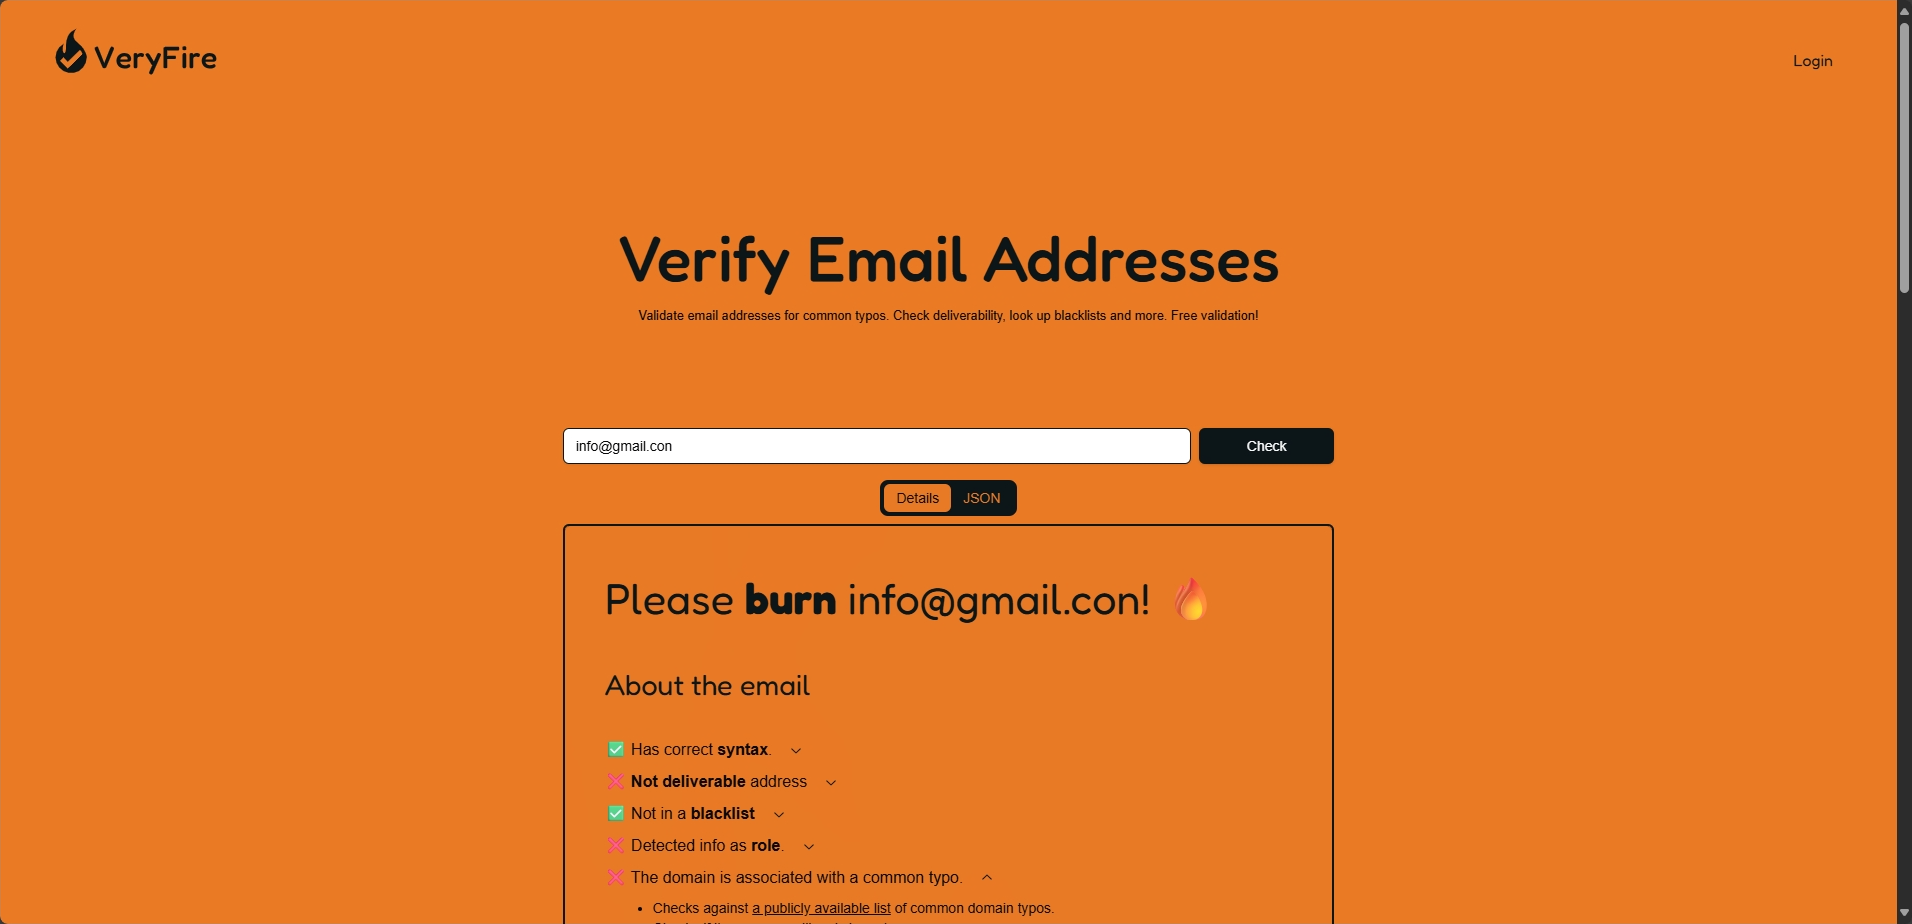 VeryFire
Login
Verify Email Addresses
Validate email addresses for common typos. Check deliverability, look up blacklists and more. Free validation!
info@gmail.con
Check
Details
JSON
Please burn info@gmail.con! 🔥
About the email
✅ Has correct syntax.
❌ Not deliverable address
✅ Not in a blacklist
❌ Detected info as role.
❌ The domain is associated with a common typo.
• Checks against a publicly available list of common domain typos.